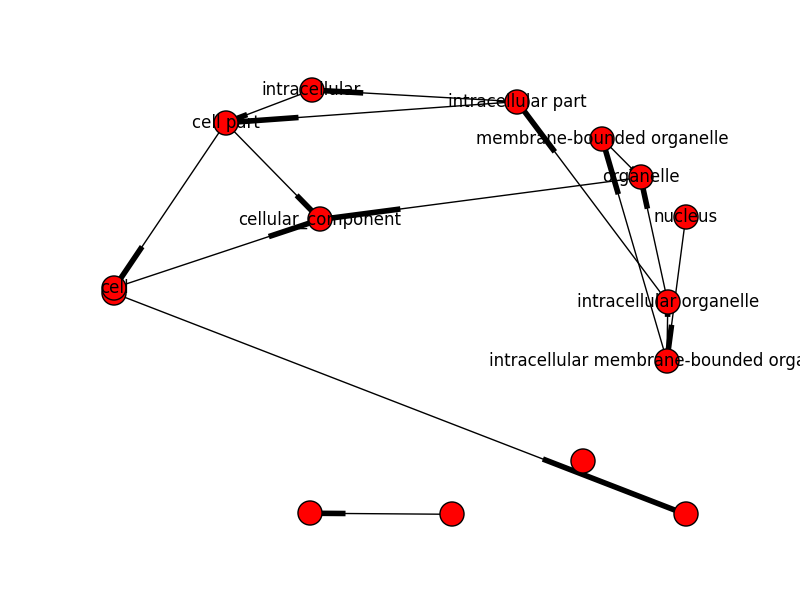 intracellular
intracellular part
cell part
membrane-bounded organelle
organelle
nucleus
cellular_component
cell
intracellular organelle
intracellular membrane-bounded orga